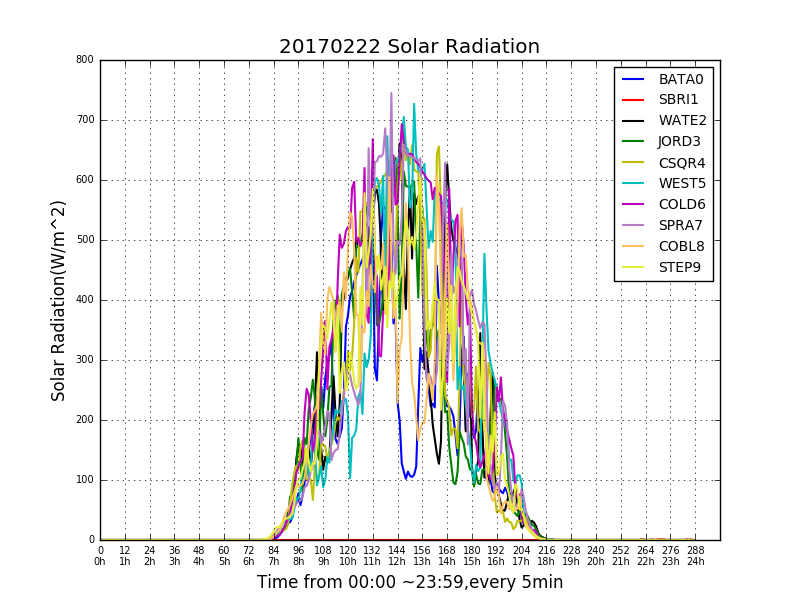 20170222 Solar Radiation
800
700
600
500
400
300
200
100
0
Solar Radiation(W/m^2)
BATA0
SBRI1
WATE2
JORD3
CSQR4
WEST5
COLD6
SPRA7
COBL8
STEP9
0 12 24 36 48 60 72 84 96 108 120 132 144 156 168 180 192 204 216 228 240 252 264 276 288
0h 1h 2h 3h 4h 5h 6h 7h 8h 9h 10h 11h 12h 13h 14h 15h 16h 17h 18h 19h 20h 21h 22h 23h 24h
Time from 00:00 ~23:59,every 5min